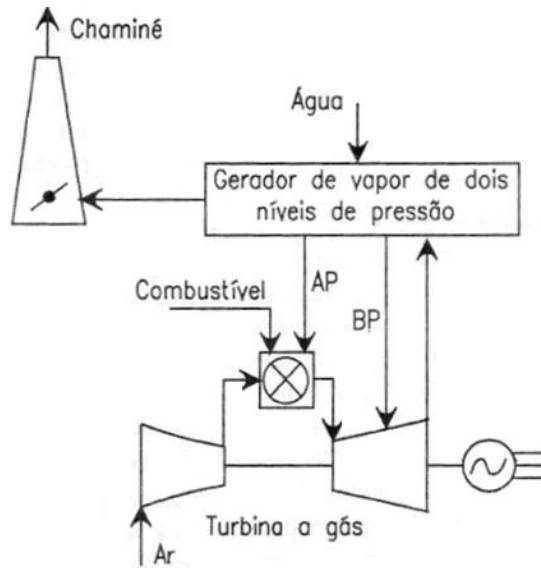 Chaminé
Água
Gerador de vapor de dois
níveis de pressão
AP
Combustível
BP
Turbina a gás
Ar